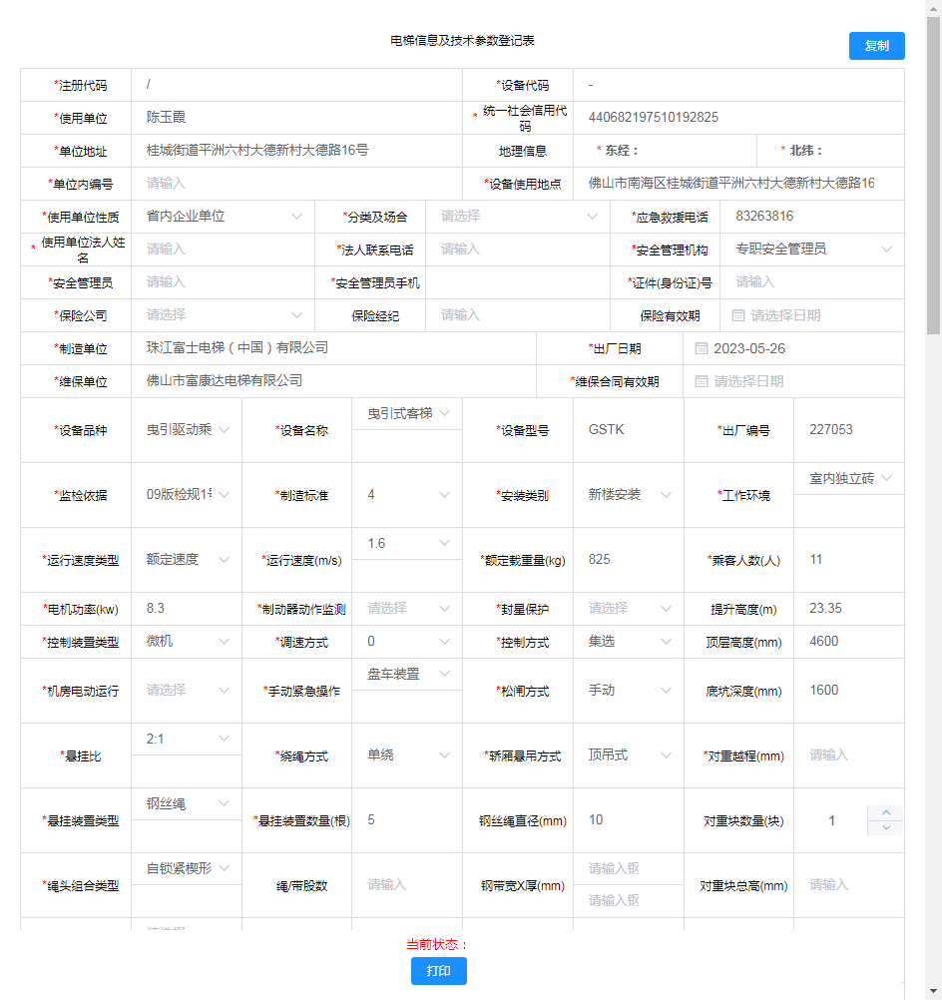 电梯信息及技术参数登记表
复制
*注册代码 / *设备代码 -
*使用单位 陈玉霞 * 统一社会信用代码 440682197510192825
*单位地址 桂城街道平洲六村大德新村大德路16号 地理信息 * 东经： * 北纬：
*单位内编号 请输入 *设备使用地点 佛山市南海区桂城街道平洲六村大德新村大德路16
*使用单位性质 省内企业单位 *分类及场合 请选择 *应急救援电话 83263816
* 使用单位法人姓名 请输入 *法人联系电话 请输入 *安全管理机构 专职安全管理员
*安全管理员 请输入 *安全管理员手机 *证件(身份证)号 请输入
*保险公司 请选择 保险经纪 请输入 保险有效期 请选择日期
*制造单位 珠江富士电梯（中国）有限公司 *出厂日期 2023-05-26
*维保单位 佛山市富康达电梯有限公司 *维保合同有效期 请选择日期
*设备品种 曳引驱动乘 *设备名称 曳引式客梯 *设备型号 GSTK *出厂编号 227053
*监检依据 09版检规1号 *制造标准 4 *安装类别 新楼安装 *工作环境 室内独立砖
*运行速度类型 额定速度 *运行速度(m/s) 1.6 *额定载重量(kg) 825 *乘客人数(人) 11
*电机功率(kw) 8.3 *制动器动作监测 请选择 *封星保护 请选择 提升高度(m) 23.35
*控制装置类型 微机 *调速方式 0 *控制方式 集选 顶层高度(mm) 4600
*机房电动运行 请选择 *手动紧急操作 盘车装置 *松闸方式 手动 底坑深度(mm) 1600
*悬挂比 2:1 *绕绳方式 单绕 *轿厢悬吊方式 顶吊式 *对重越程(mm) 请输入
*悬挂装置类型 钢丝绳 *悬挂装置数量(根) 5 钢丝绳直径(mm) 10 对重块数量(块) 1
*绳头组合类型 自锁紧楔形 绳/带股数 请输入 钢带宽X厚(mm) 请输入钢 请输入钢 对重块总高(mm) 请输入
当前状态：
打印